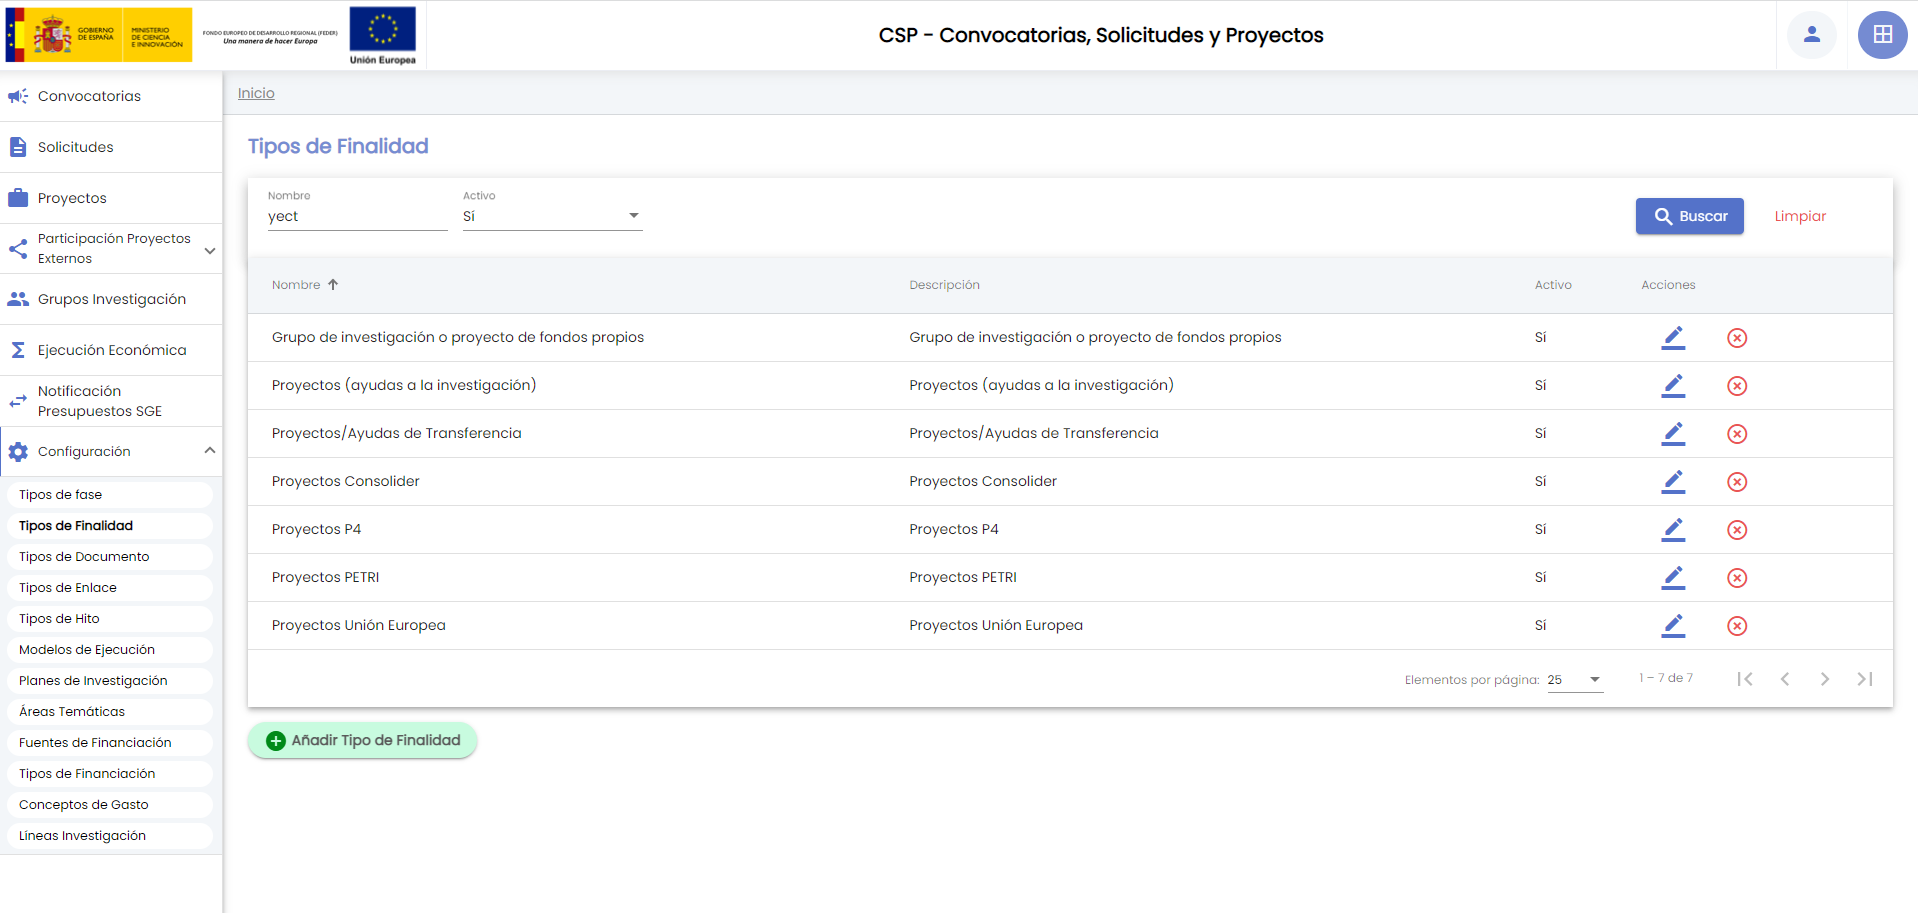 GOBIERNO
DE ESPAÑA
MINISTERIO
DE CIENCIA
E INNOVACIÓN
FONDO EUROPEO DE DESARROLLO REGIONAL (FEDER)
Una manera de hacer Europa
Unión Europea
CSP - Convocatorias, Solicitudes y Proyectos
Convocatorias
Solicitudes
Proyectos
Participación Proyectos
Externos
Grupos Investigación
Ejecución Económica
Notificación
Presupuestos SGE
Configuración
Tipos de fase
Tipos de Finalidad
Tipos de Documento
Tipos de Enlace
Tipos de Hito
Modelos de Ejecución
Planes de Investigación
Áreas Temáticas
Fuentes de Financiación
Tipos de Financiación
Conceptos de Gasto
Líneas Investigación
Inicio
Tipos de Finalidad
Nombre Activo
yect Sí
Buscar Limpiar
Nombre Descripción Activo Acciones
Grupo de investigación o proyecto de fondos propios Grupo de investigación o proyecto de fondos propios Sí
Proyectos (ayudas a la investigación) Proyectos (ayudas a la investigación) Sí
Proyectos/Ayudas de Transferencia Proyectos/Ayudas de Transferencia Sí
Proyectos Consolider Proyectos Consolider Sí
Proyectos P4 Proyectos P4 Sí
Proyectos PETRI Proyectos PETRI Sí
Proyectos Unión Europea Proyectos Unión Europea Sí
Elementos por página: 25 1 – 7 de 7
Añadir Tipo de Finalidad